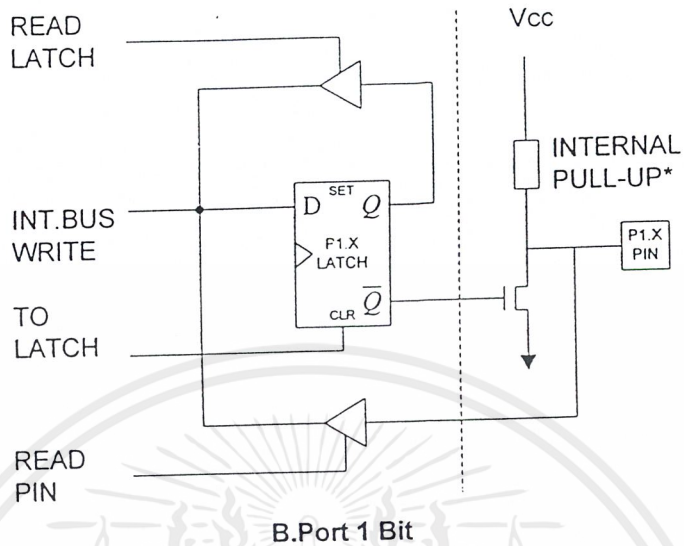 READ
LATCH
Vcc
INTERNAL
PULL-UP*
INT.BUS
WRITE
D
SET
Q
F1.X
LATCH
Q
CLR
P1.X
PIN
TO
LATCH
READ
PIN
B.Port 1 Bit